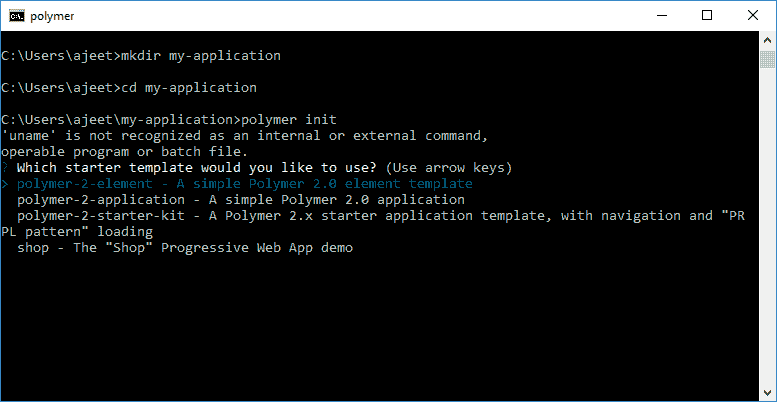 polymer
C:\Users\ajeet>mkdir my-application
C:\Users\ajeet>cd my-application
C:\Users\ajeet\my-application>polymer init
'uname' is not recognized as an internal or external command,
operable program or batch file.
? Which starter template would you like to use? (Use arrow keys)
> polymer-2-element - A simple Polymer 2.0 element template
  polymer-2-application - A simple Polymer 2.0 application
  polymer-2-starter-kit - A Polymer 2.x starter application template, with navigation and "PR
PL pattern" loading
  shop - The "Shop" Progressive Web App demo